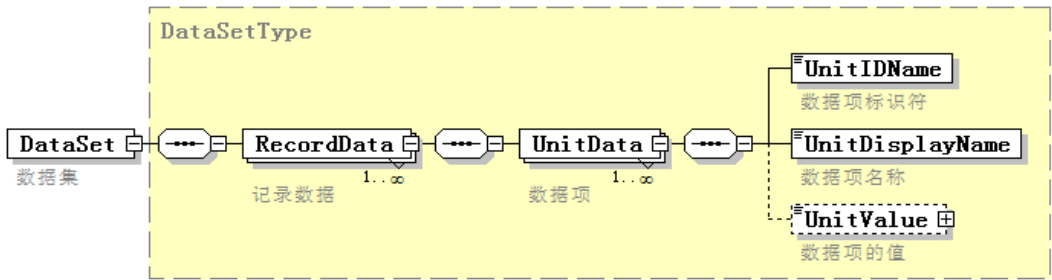 DataSetType
UnitIDName
数据项标识符
DataSet
RecordData
UnitData
UnitDisplayName
数据集
1..∞
1..∞
记录数据
数据项
数据项名称
UnitValue
数据项的值